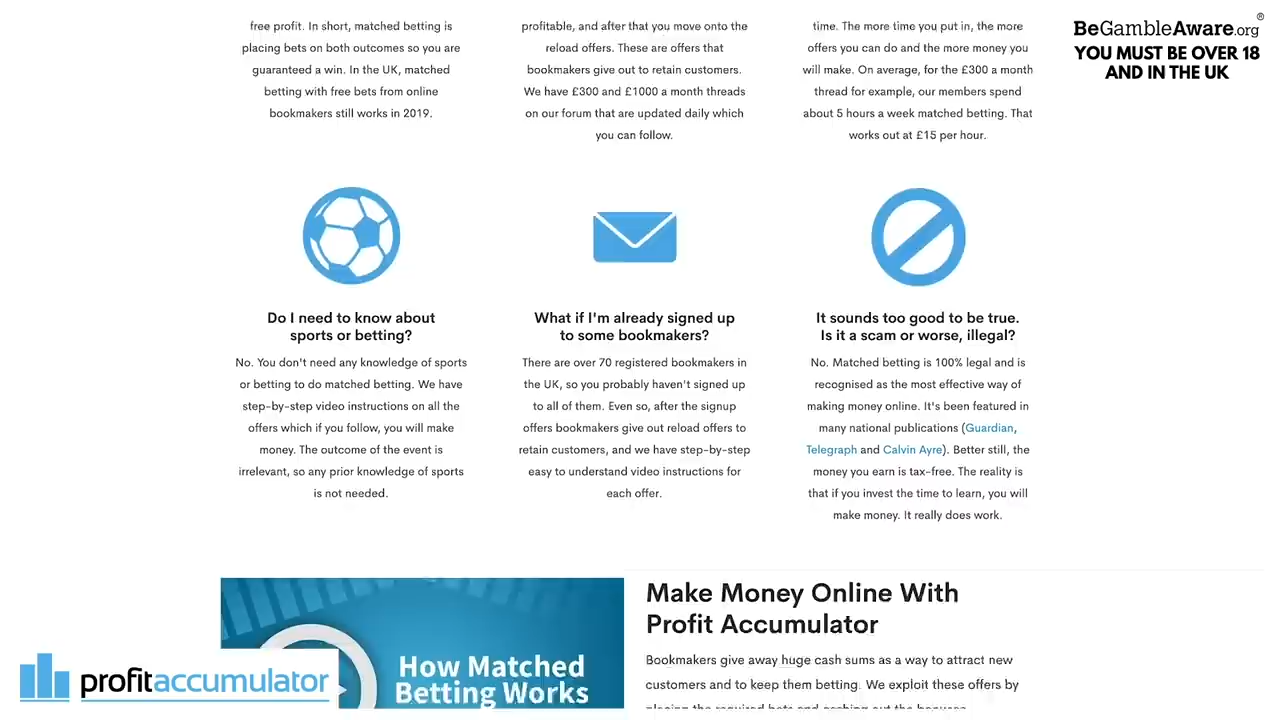 free profit. In short, matched betting is
placing bets on both outcomes so you are
guaranteed a win. In the UK, matched
betting with free bets from online
bookmakers still works in 2019.
profitable, and after that you move onto the
reload offers. These are offers that
bookmakers give out to retain customers.
We have £300 and £1000 a month threads
on our forum that are updated daily which
you can follow.
time. The more time you put in, the more
offers you can do and the more money you
will make. On average, for the £300 a month
thread for example, our members spend
about 5 hours a week matched betting. That
works out at £15 per hour.
BeGambleAware.org®
YOU MUST BE OVER 18
AND IN THE UK
Do I need to know about
sports or betting?
No. You don't need any knowledge of sports
or betting to do matched betting. We have
step-by-step video instructions on all the
offers which if you follow, you will make
money. The outcome of the event is
irrelevant, so any prior knowledge of sports
is not needed.
What if I'm already signed up
to some bookmakers?
There are over 70 registered bookmakers in
the UK, so you probably haven't signed up
to all of them. Even so, after the signup
offers bookmakers give out reload offers to
retain customers, and we have step-by-step
easy to understand video instructions for
each offer.
It sounds too good to be true.
Is it a scam or worse, illegal?
No. Matched betting is 100% legal and is
recognised as the most effective way of
making money online. It's been featured in
many national publications (Guardian,
Telegraph and Calvin Ayre). Better still, the
money you earn is tax-free. The reality is
that if you invest the time to learn, you will
make money. It really does work.
How Matched
Betting Works
profitaccumulator
Make Money Online With
Profit Accumulator
Bookmakers give away huge cash sums as a way to attract new
customers and to keep them betting. We exploit these offers by
placing the required bets and cashing out the bonuses.